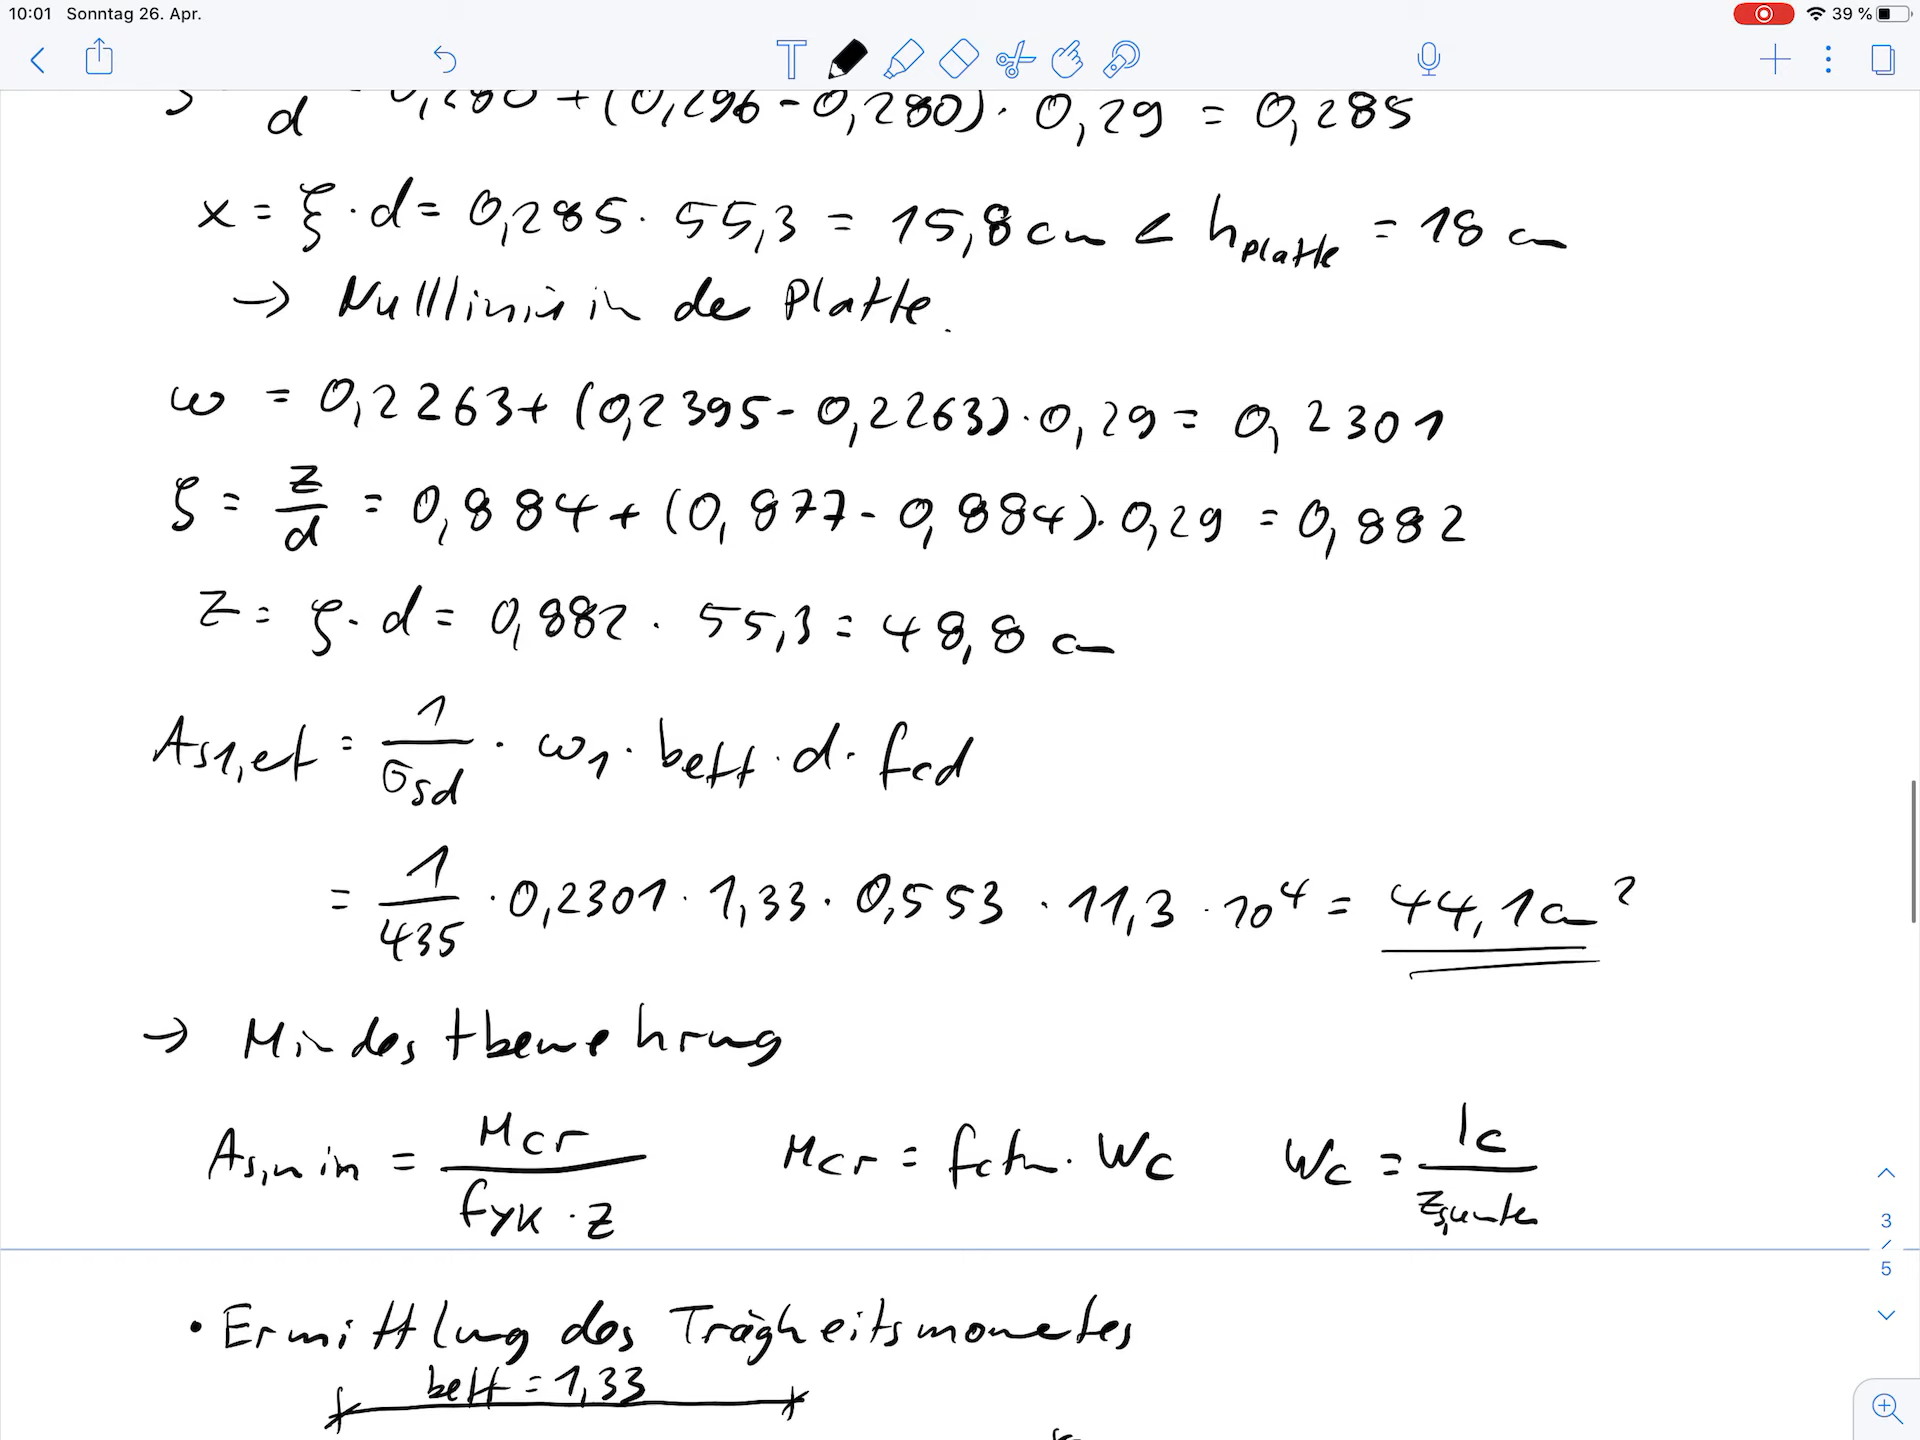 10:01 Sonntag 26. Apr. 39 %
d 0,280 + (0,296 - 0,280) · 0,29 = 0,285
x = ξ · d = 0,285 · 55,3 = 15,8 cm < hPlatte = 18 cm
→ Nulllinie in der Platte.
ω = 0,2263 + (0,2395 - 0,2263) · 0,29 = 0,2301
ζ = z/d = 0,884 + (0,877 - 0,884) · 0,29 = 0,882
z = ζ · d = 0,882 · 55,3 = 48,8 cm
As1,erf = 1/σsd · ω1 · beff · d · fcd
= 1/435 · 0,2301 · 1,33 · 0,553 · 11,3 · 10⁴ = 44,1 cm²
→ Mindestbewehrung
As,min = Mcr/(fyk · z) Mcr = fctm · Wc Wc = Ic/zs,unten
3
/
5
• Ermittlung des Trägheitsmomentes
beff = 1,33